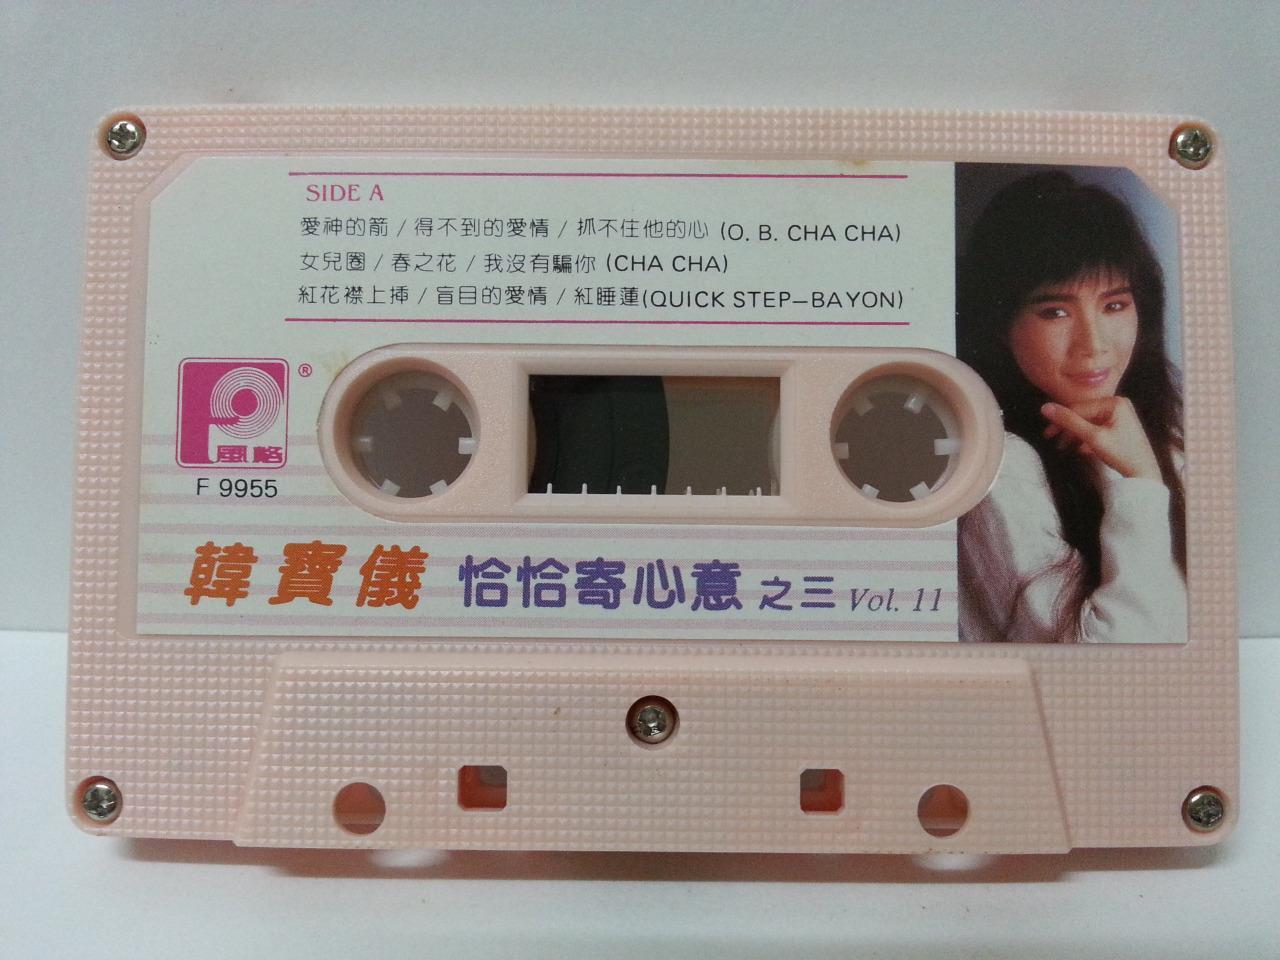 SIDE A
愛神的箭 / 得不到的愛情 / 抓不住他的心 (O. B. CHA CHA)
女兒圈 / 春之花 / 我沒有騙你 (CHA CHA)
紅花襟上挿 / 盲目的愛情 / 紅睡蓮(QUICK STEP—BAYON)
®
風格
F 9955
韓寶儀 恰恰寄心意 之三 Vol. 11